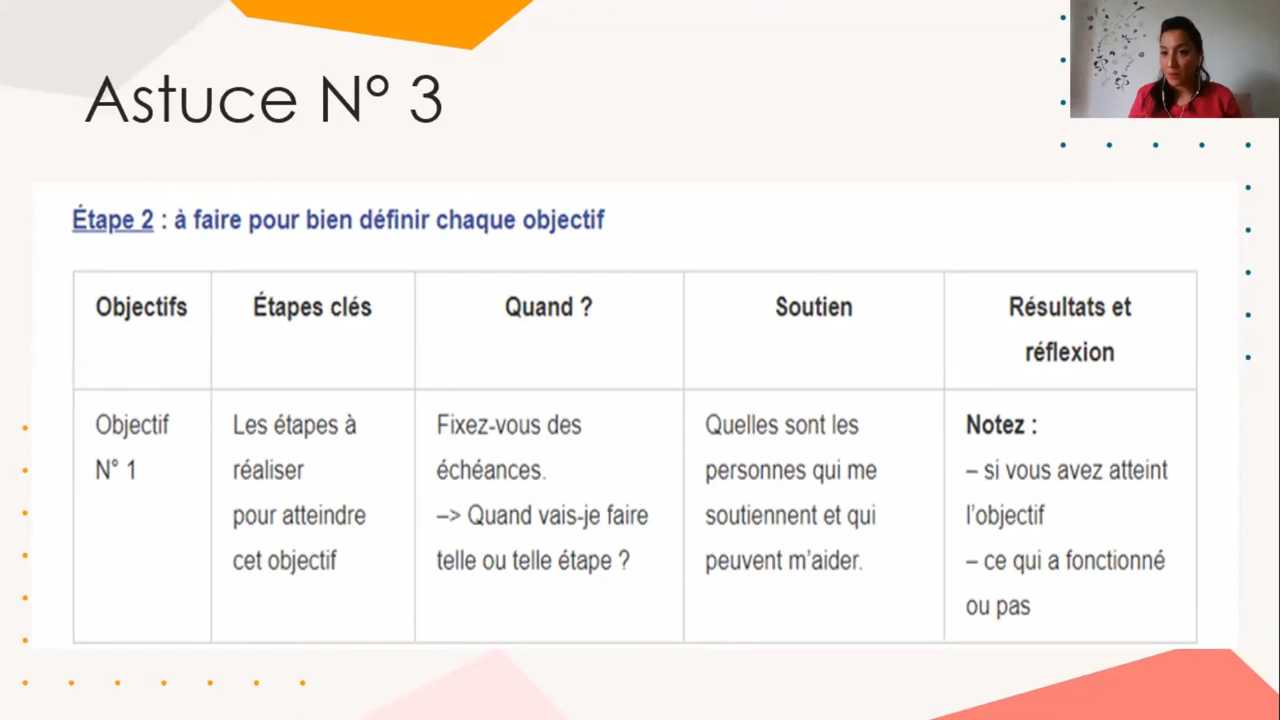 Astuce N° 3
Étape 2 : à faire pour bien définir chaque objectif
Objectifs
Étapes clés
Quand ?
Soutien
Résultats et
réflexion
Objectif
N° 1
Les étapes à
réaliser
pour atteindre
cet objectif
Fixez-vous des
échéances.
–> Quand vais-je faire
telle ou telle étape ?
Quelles sont les
personnes qui me
soutiennent et qui
peuvent m'aider.
Notez :
– si vous avez atteint
l'objectif
– ce qui a fonctionné
ou pas